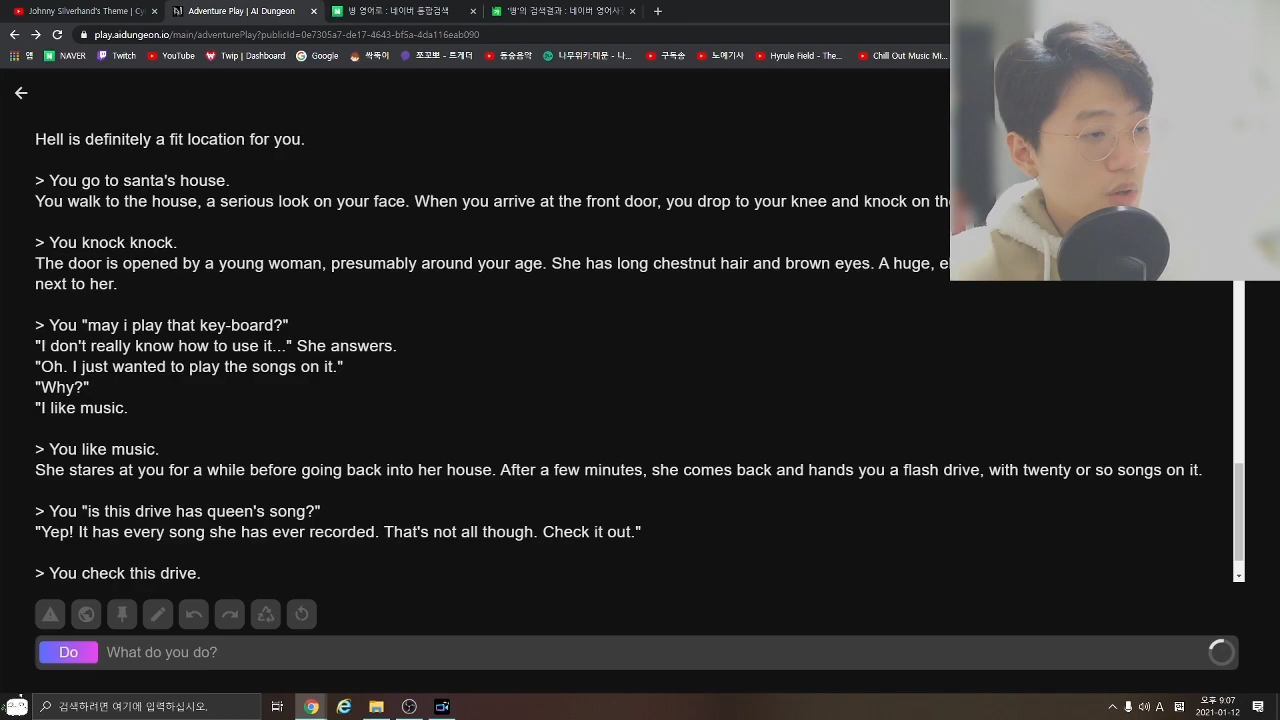 Johnny Silverhand's Theme | Cy
Adventure Play | AI Dungeon
병 영어로 : 네이버 통합검색
'병'의 검색결과 : 네이버 영어사
play.aidungeon.io/main/adventurePlay?publicId=0e7305a7-de17-4643-bf5a-4da116eab090
앱
NAVER
Twitch
YouTube
Twip | Dashboard
Google
싹둑이
쪼꼬뽀 - 트게더
동숲음악
나무위키:대문 - 나...
구독송
노예기사
Hyrule Field - The...
Chill Out Music Mi
Hell is definitely a fit location for you.
> You go to santa's house.
You walk to the house, a serious look on your face. When you arrive at the front door, you drop to your knee and knock on the
> You knock knock.
The door is opened by a young woman, presumably around your age. She has long chestnut hair and brown eyes. A huge, el
next to her.
> You "may i play that key-board?"
"I don't really know how to use it..." She answers.
"Oh. I just wanted to play the songs on it."
"Why?"
"I like music.
> You like music.
She stares at you for a while before going back into her house. After a few minutes, she comes back and hands you a flash drive, with twenty or so songs on it.
> You "is this drive has queen's song?"
"Yep! It has every song she has ever recorded. That's not all though. Check it out."
> You check this drive.
Do
What do you do?
검색하려면 여기에 입력하십시오.
A
오후 9:07
2021-01-12